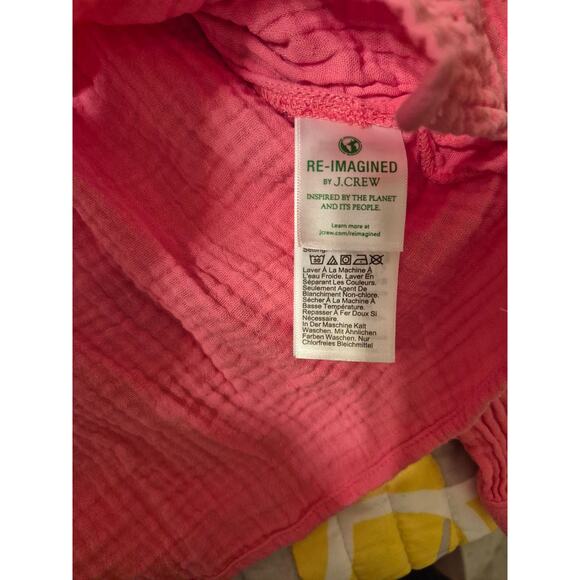 RE-IMAGINED
BY J.CREW
INSPIRED BY THE PLANET
AND ITS PEOPLE.
Learn more at
jcrew.com/reimagined
Setting.
Laver À La Machine À
L'eau Froide. Laver En
Séparant Les Couleurs.
Seulement Agent De
Blanchiment Non-chlore.
Sécher À La Machine À
Basse Température.
Repasser À Fer Doux Si
Nécessaire.
In Der Maschine Kalt
Waschen. Mit Ähnlichen
Farben Waschen. Nur
Chlorfreies Bleichmittel